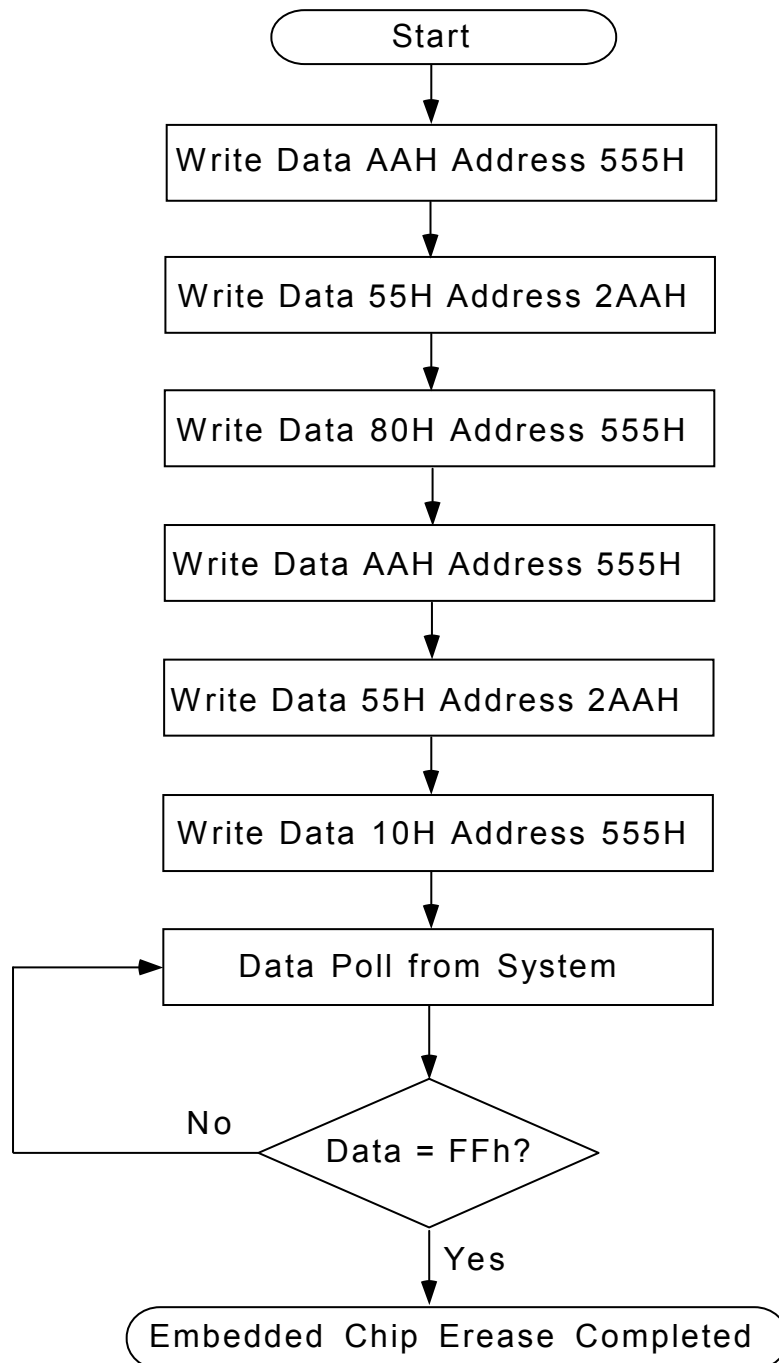 Start
Write Data AAH Address 555H
Write Data 55H Address 2AAH
Write Data 80H Address 555H
Write Data AAH Address 555H
Write Data 55H Address 2AAH
Write Data 10H Address 555H
Data Poll from System
No
Data = FFh?
Yes
Embedded Chip Erease Completed